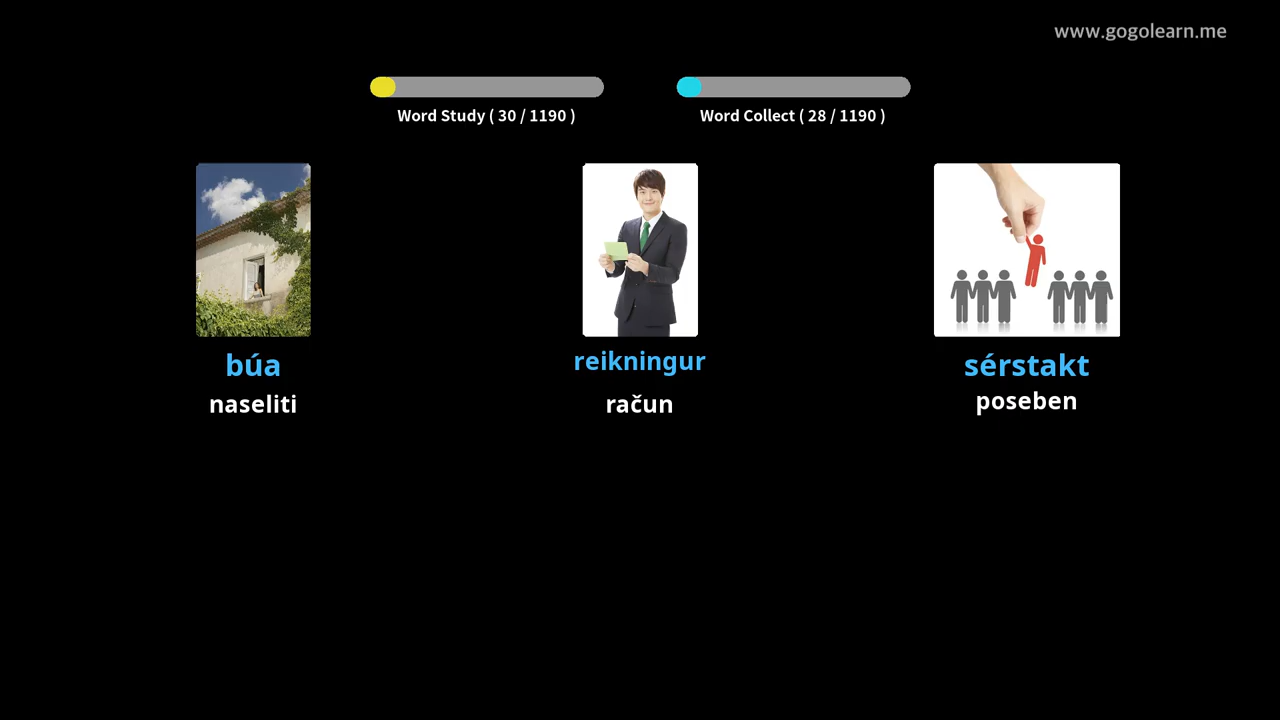 www.gogolearn.me
Word Study ( 30 / 1190 )
Word Collect ( 28 / 1190 )
búa
naseliti
reikningur
račun
sérstakt
poseben